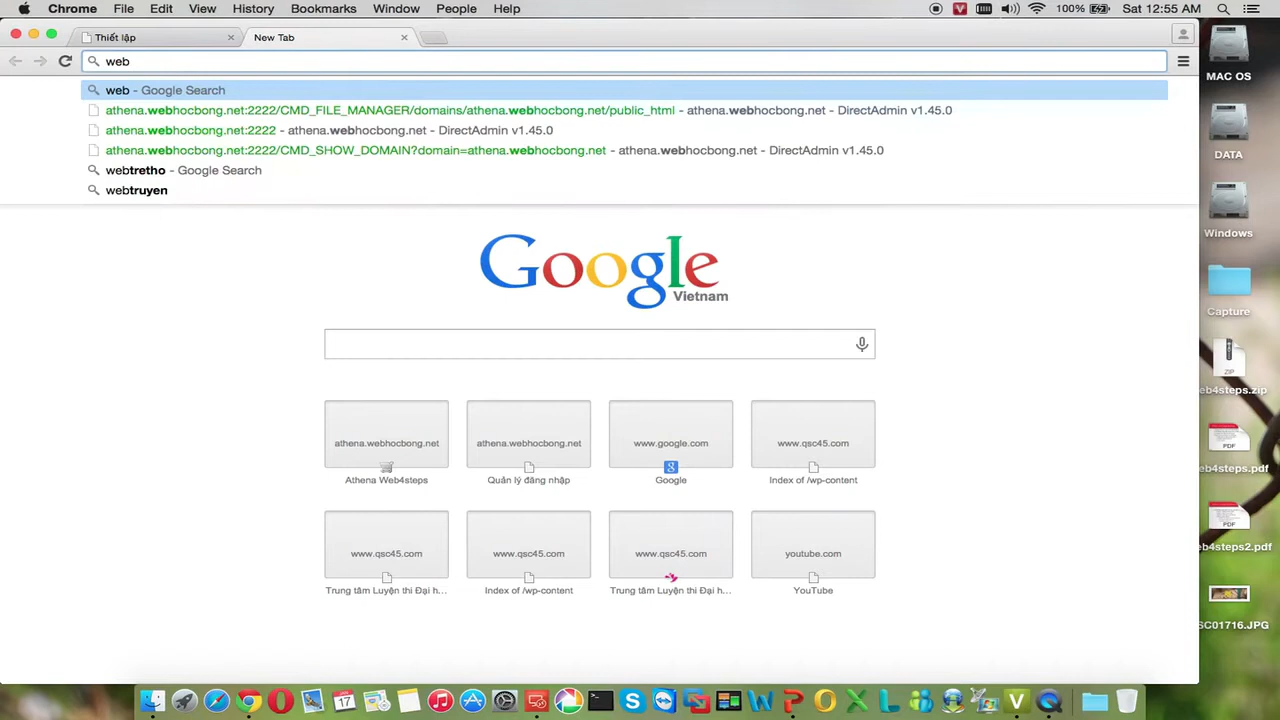 Chrome File Edit View History Bookmarks Window People Help 100% Sat 12:55 AM
Thiết lập New Tab
web
web - Google Search
athena.webhocbong.net:2222/CMD_FILE_MANAGER/domains/athena.webhocbong.net/public_html - athena.webhocbong.net - DirectAdmin v1.45.0
athena.webhocbong.net:2222 - athena.webhocbong.net - DirectAdmin v1.45.0
athena.webhocbong.net:2222/CMD_SHOW_DOMAIN?domain=athena.webhocbong.net - athena.webhocbong.net - DirectAdmin v1.45.0
webtretho - Google Search
webtruyen
Google
Vietnam
athena.webhocbong.net athena.webhocbong.net www.google.com www.qsc45.com
Athena Web4steps Quản lý đăng nhập Google Index of /wp-content
www.qsc45.com www.qsc45.com www.qsc45.com youtube.com
Trung tâm Luyện thi Đại h... Index of /wp-content Trung tâm Luyện thi Đại h... YouTube
MAC OS
DATA
Windows
Capture
ZIP
eb4steps.zip
PDF
eb4steps.pdf
PDF
eb4steps2.pdf
SC01716.JPG
17